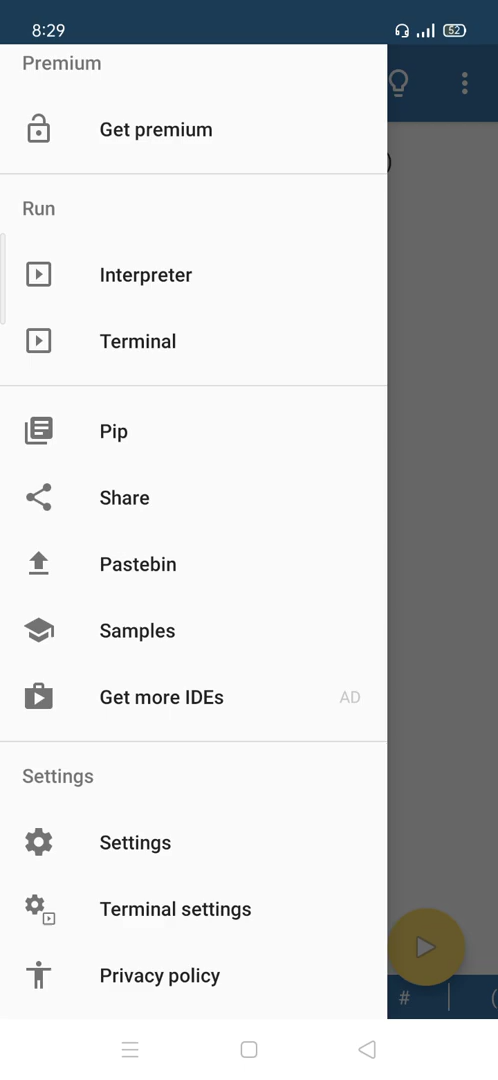 8:29
52
Premium
Get premium
)
Run
Interpreter
Terminal
Pip
Share
Pastebin
Samples
Get more IDEs AD
Settings
Settings
Terminal settings
Privacy policy
# (